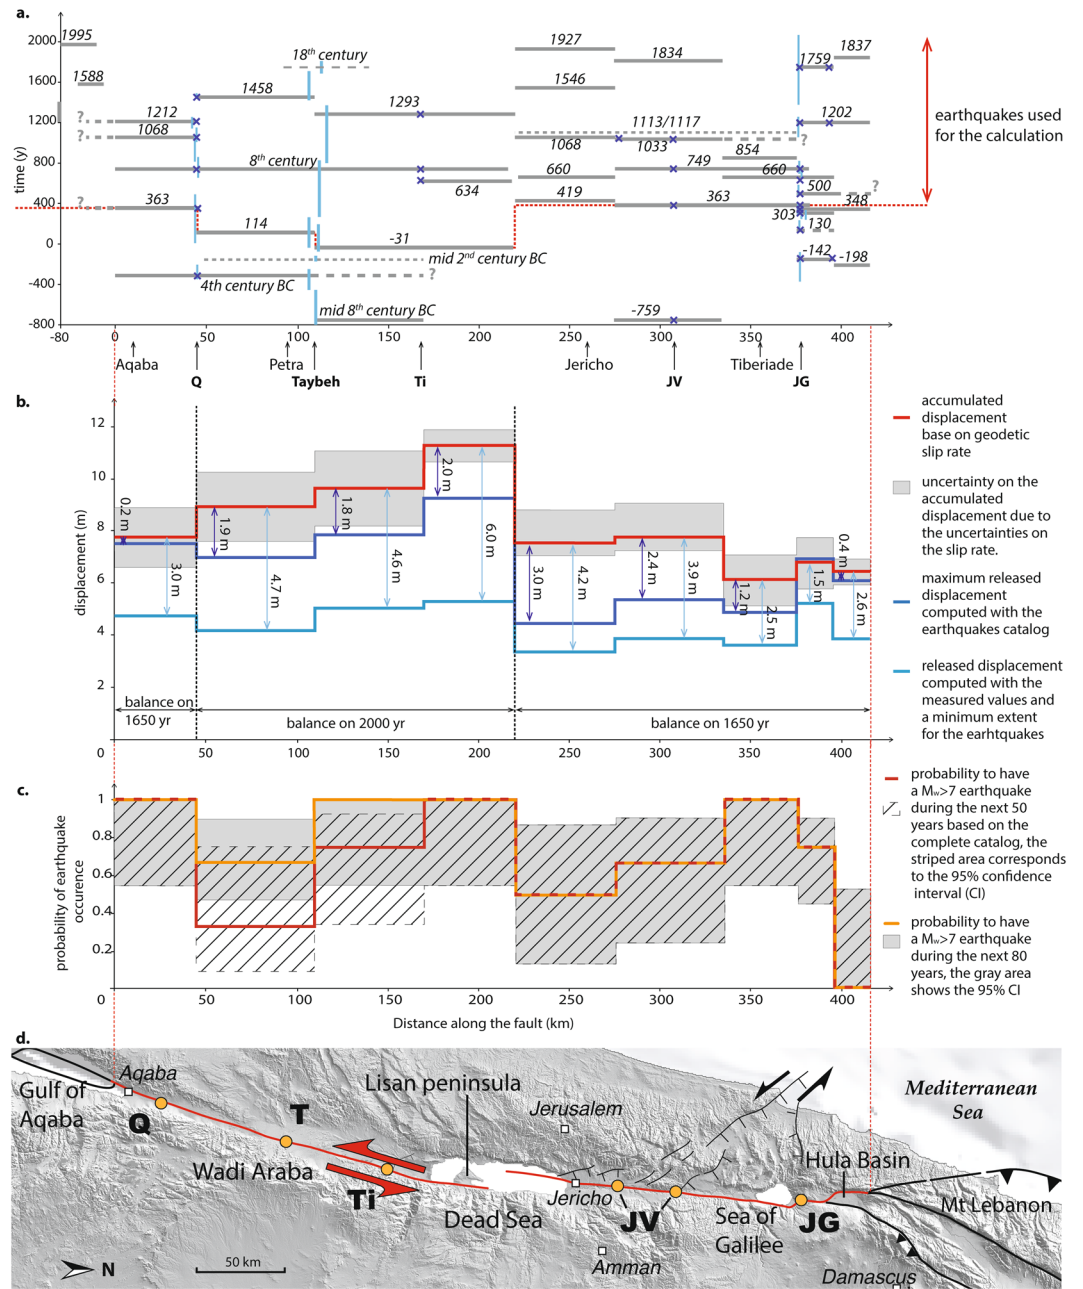 a.
time (y)
2000
1600
1200
800
400
0
-400
-800
1995
1588
18th century
1927
1834
1837
1759
1546
1458
1293
? 1212
? 1068
1113/1117
1068
1033
?
1202
8th century
634
660
749
854
660
500 ?
? 363
114
-31
419
363
348
303
130
mid 2nd century BC
4th century BC
?
mid 8th century BC
-759
-142
-198
earthquakes used
for the calculation
-80
0
50
100
150
200
250
300
350
400
Aqaba
Q
Petra
Taybeh
Ti
Jericho
JV
Tiberiade
JG
b.
displacement (m)
12
10
8
6
4
2
0
0.2 m
3.0 m
1.9 m
4.7 m
1.8 m
4.6 m
2.0 m
6.0 m
3.0 m
4.2 m
2.4 m
3.9 m
1.2 m
2.5 m
1.5 m
0.4 m
2.6 m
balance on
1650 yr
balance on 2000 yr
balance on 1650 yr
50
100
150
200
250
300
350
400
accumulated
displacement
base on geodetic
slip rate
uncertainty on the
accumulated
displacement due to
the uncertainties on
the slip rate.
maximum released
displacement
computed with the
earthquakes catalog
released displacement
computed with the
measured values and
a minimum extent
for the earhtquakes
c.
probability of earthquake
occurence
1
0.8
0.6
0.4
0.2
0
50
100
150
200
250
300
350
400
Distance along the fault (km)
probability to have
a Mw>7 earthquake
during the next 50
years based on the
complete catalog, the
striped area corresponds
to the 95% confidence
interval (CI)
probability to have
a Mw>7 earthquake
during the next 80
years, the gray area
shows the 95% CI
d.
Gulf of
Aqaba
Aqaba
Q
T
Wadi Araba
Ti
Lisan peninsula
Dead Sea
Jerusalem
Jericho
JV
Amman
Sea of
Galilee
JG
Hula Basin
Mediterranean
Sea
Mt Lebanon
Damascus
N
50 km